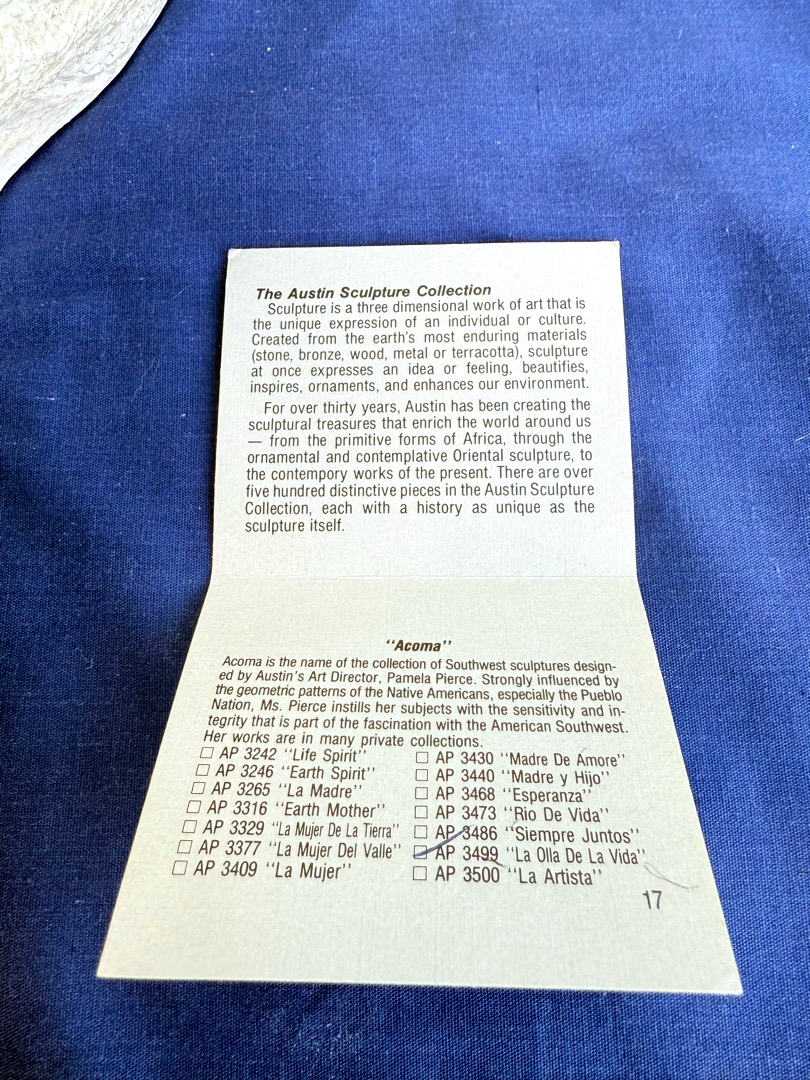 The Austin Sculpture Collection
Sculpture is a three dimensional work of art that is
the unique expression of an individual or culture.
Created from the earth's most enduring materials
(stone, bronze, wood, metal or terracotta), sculpture
at once expresses an idea or feeling, beautifies,
inspires, ornaments, and enhances our environment.
For over thirty years, Austin has been creating the
sculptural treasures that enrich the world around us
— from the primitive forms of Africa, through the
ornamental and contemplative Oriental sculpture, to
the contempory works of the present. There are over
five hundred distinctive pieces in the Austin Sculpture
Collection, each with a history as unique as the
sculpture itself.
"Acoma"
Acoma is the name of the collection of Southwest sculptures design-
ed by Austin's Art Director, Pamela Pierce. Strongly influenced by
the geometric patterns of the Native Americans, especially the Pueblo
Nation, Ms. Pierce instills her subjects with the sensitivity and in-
tegrity that is part of the fascination with the American Southwest.
Her works are in many private collections.
☐ AP 3242 "Life Spirit"
☐ AP 3246 "Earth Spirit"
☐ AP 3265 "La Madre"
☐ AP 3316 "Earth Mother"
☐ AP 3329 "La Mujer De La Tierra"
☐ AP 3377 "La Mujer Del Valle"
☐ AP 3409 "La Mujer"
☐ AP 3430 "Madre De Amore"
☐ AP 3440 "Madre y Hijo"
☐ AP 3468 "Esperanza"
☐ AP 3473 "Rio De Vida"
☐ AP 3486 "Siempre Juntos"
☑ AP 3499 "La Olla De La Vida"
☐ AP 3500 "La Artista"
17